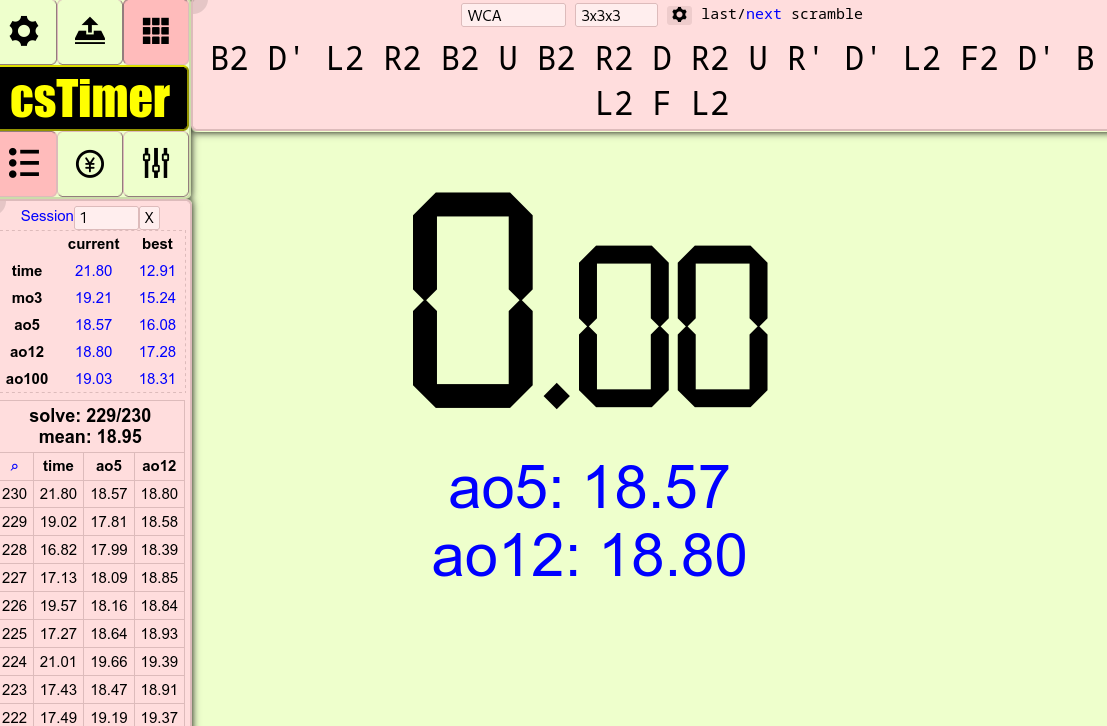 WCA 3x3x3 last/next scramble
B2 D' L2 R2 B2 U B2 R2 D R2 U R' D' L2 F2 D' B
L2 F L2
csTimer
¥
Session 1 X
current best
time 21.80 12.91
mo3 19.21 15.24
ao5 18.57 16.08
ao12 18.80 17.28
ao100 19.03 18.31
solve: 229/230
mean: 18.95
time ao5 ao12
230 21.80 18.57 18.80
229 19.02 17.81 18.58
228 16.82 17.99 18.39
227 17.13 18.09 18.85
226 19.57 18.16 18.84
225 17.27 18.64 18.93
224 21.01 19.66 19.39
223 17.43 18.47 18.91
222 17.49 19.19 19.37
0.00
ao5: 18.57
ao12: 18.80